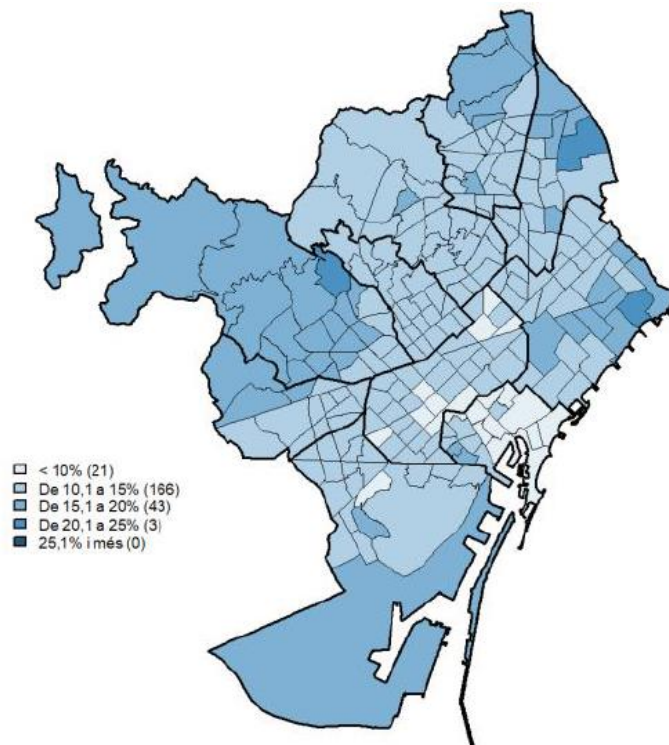 < 10% (21)
De 10,1 a 15% (166)
De 15,1 a 20% (43)
De 20,1 a 25% (3)
25,1% i més (0)